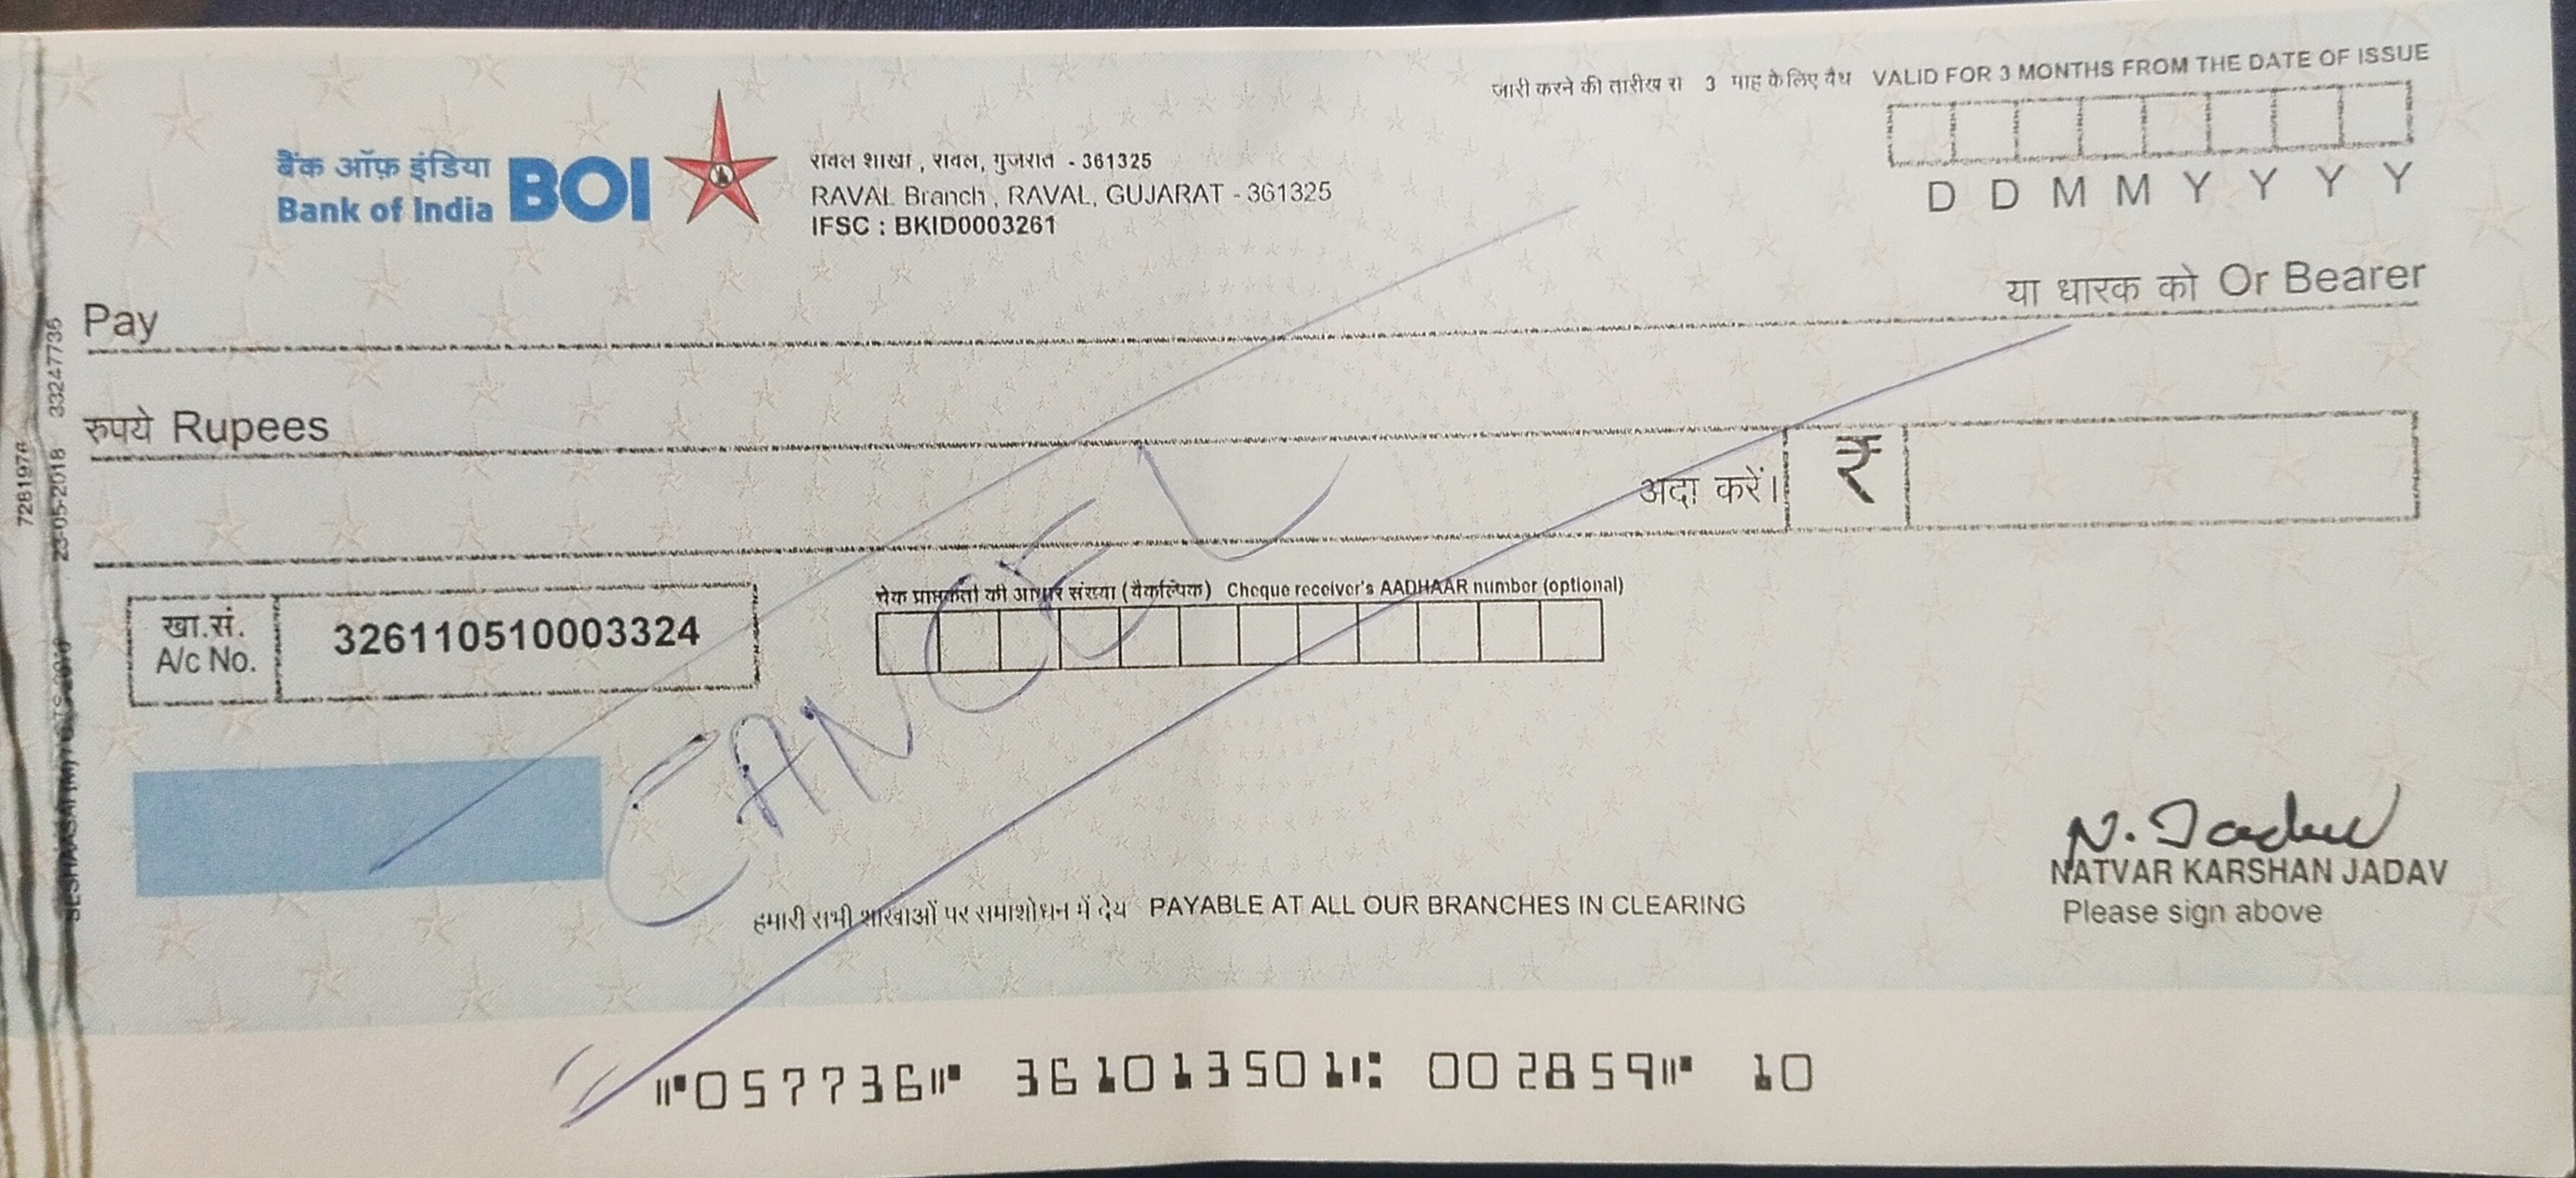 जारी करने की तारीख से 3 माह के लिए वैध VALID FOR 3 MONTHS FROM THE DATE OF ISSUE
बैंक ऑफ़ इंडिया
Bank of India
BOI
रावल शाखा , रावल, गुजरात - 361325
RAVAL Branch , RAVAL, GUJARAT - 361325
IFSC : BKID0003261
D D M M Y Y Y Y
Pay
या धारक को Or Bearer
रुपये Rupees
अदा करें।
₹
खा.सं.
A/c No.
326110510003324
चेक प्राप्तकर्ता की आधार संख्या (वैकल्पिक) Cheque receiver's AADHAAR number (optional)
CANCEL
N. Jadav
NATVAR KARSHAN JADAV
Please sign above
हमारी सभी शाखाओं पर समाशोधन में देय PAYABLE AT ALL OUR BRANCHES IN CLEARING
⑈057736⑈ 361013501⑆ 002859⑈ 10
23-05-2018 33247736